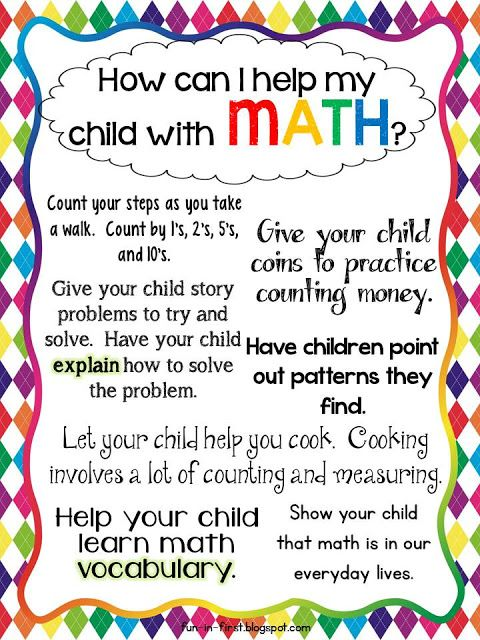 How can I help my
child with MATH?
Count your steps as you take
a walk. Count by 1's, 2's, 5's,
and 10's.
Give your child
coins to practice
counting money.
Give your child story
problems to try and
solve. Have your child
explain how to solve
the problem.
Have children point
out patterns they
find.
Let your child help you cook. Cooking
involves a lot of counting and measuring.
Help your child
learn math
vocabulary.
Show your child
that math is in our
everyday lives.
fun-in-first.blogspot.com